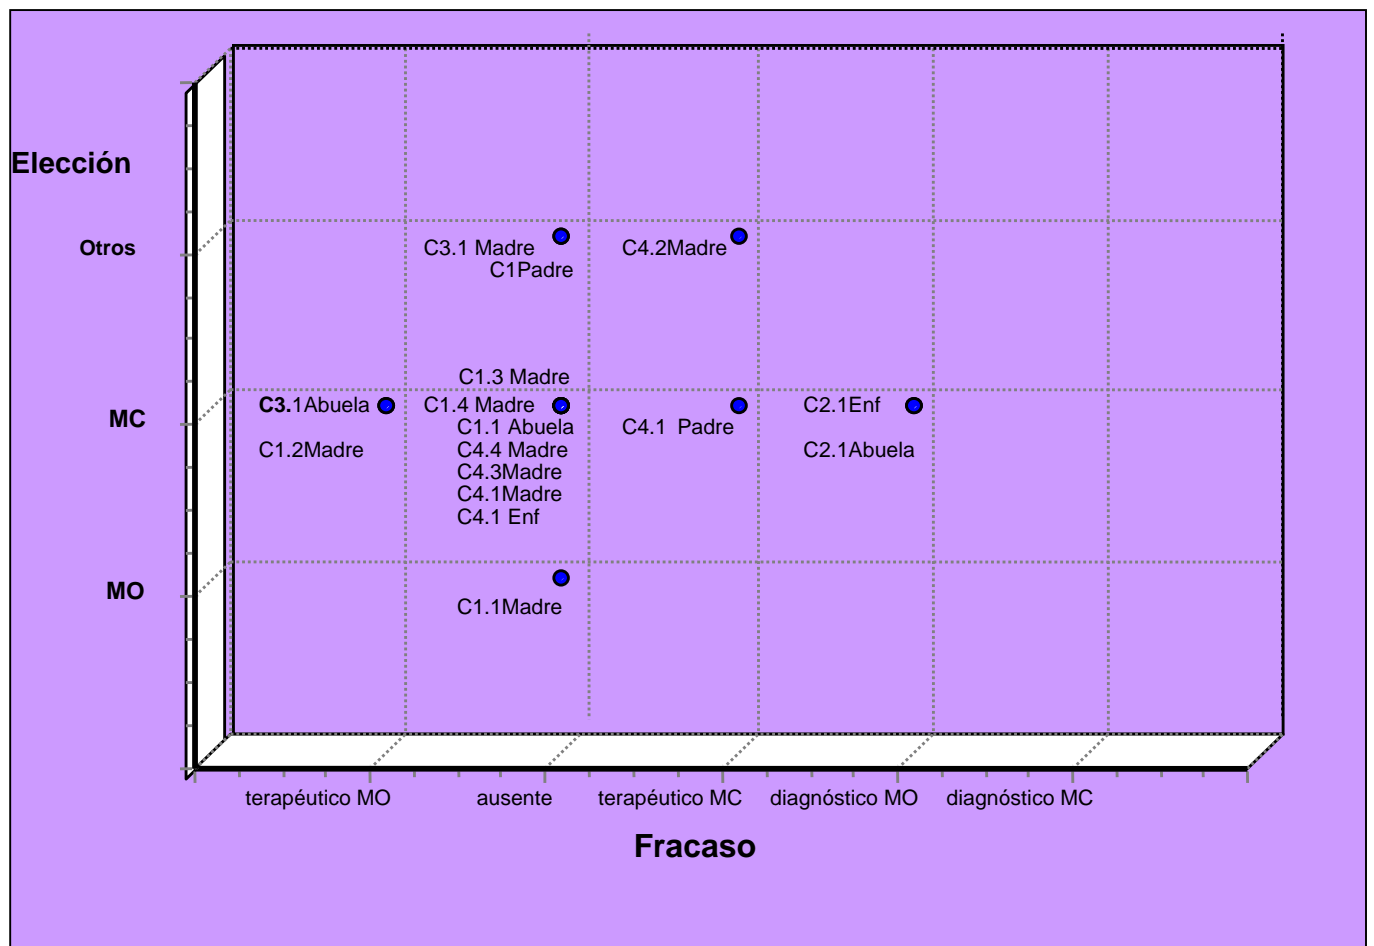 Elección
Otros
C3.1 Madre
C4.2Madre
C1Padre
C1.3 Madre
MC
C3.1Abuela
C1.4 Madre
C2.1Enf
C1.1 Abuela
C4.1  Padre
C1.2Madre
C4.4 Madre
C2.1Abuela
C4.3Madre
C4.1Madre
C4.1 Enf
MO
C1.1Madre
terapéutico MO
ausente
terapéutico MC
diagnóstico MO
diagnóstico MC
Fracaso